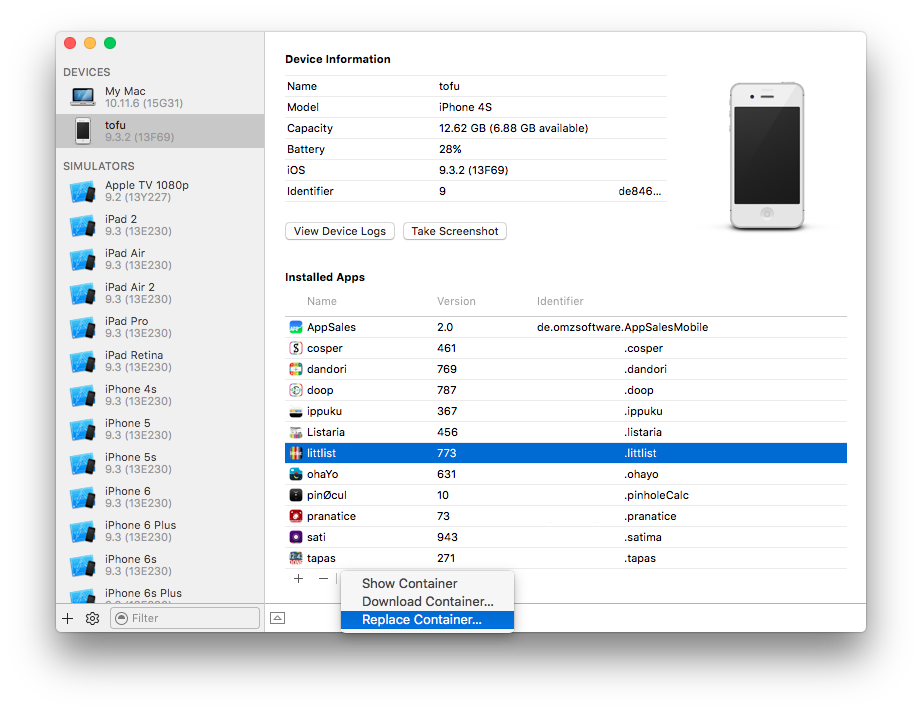 DEVICES
My Mac
10.11.6 (15G31)
tofu
9.3.2 (13F69)
SIMULATORS
Apple TV 1080p
9.2 (13Y227)
iPad 2
9.3 (13E230)
iPad Air
9.3 (13E230)
iPad Air 2
9.3 (13E230)
iPad Pro
9.3 (13E230)
iPad Retina
9.3 (13E230)
iPhone 4s
9.3 (13E230)
iPhone 5
9.3 (13E230)
iPhone 5s
9.3 (13E230)
iPhone 6
9.3 (13E230)
iPhone 6 Plus
9.3 (13E230)
iPhone 6s
9.3 (13E230)
iPhone 6s Plus
9.3 (13E230)
Filter
Device Information
Name tofu
Model iPhone 4S
Capacity 12.62 GB (6.88 GB available)
Battery 28%
iOS 9.3.2 (13F69)
Identifier 9 de846...
View Device Logs Take Screenshot
Installed Apps
Name Version Identifier
AppSales 2.0 de.omzsoftware.AppSalesMobile
cosper 461 .cosper
dandori 769 .dandori
doop 787 .doop
ippuku 367 .ippuku
Listaria 456 .listaria
littlist 773 .littlist
ohaYo 631 .ohayo
pinØcul 10 .pinholeCalc
pranatice 73 .pranatice
sati 943 .satima
tapas 271 .tapas
Show Container
Download Container...
Replace Container...